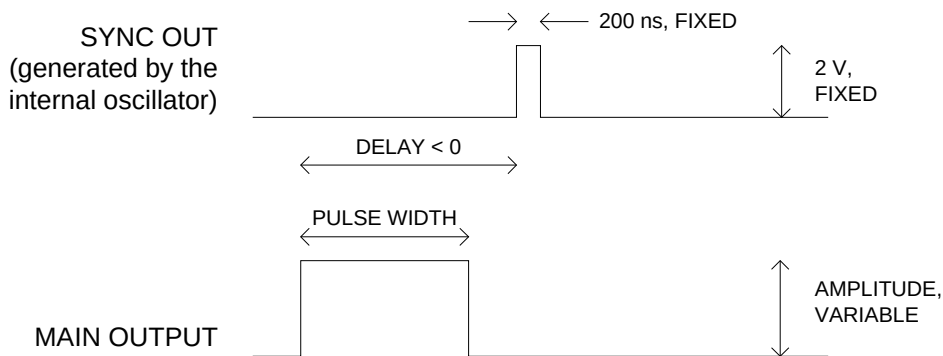 200 ns, FIXED
SYNC OUT
(generated by the
internal oscillator)
2 V,
FIXED
DELAY < 0
PULSE WIDTH
AMPLITUDE,
VARIABLE
MAIN OUTPUT